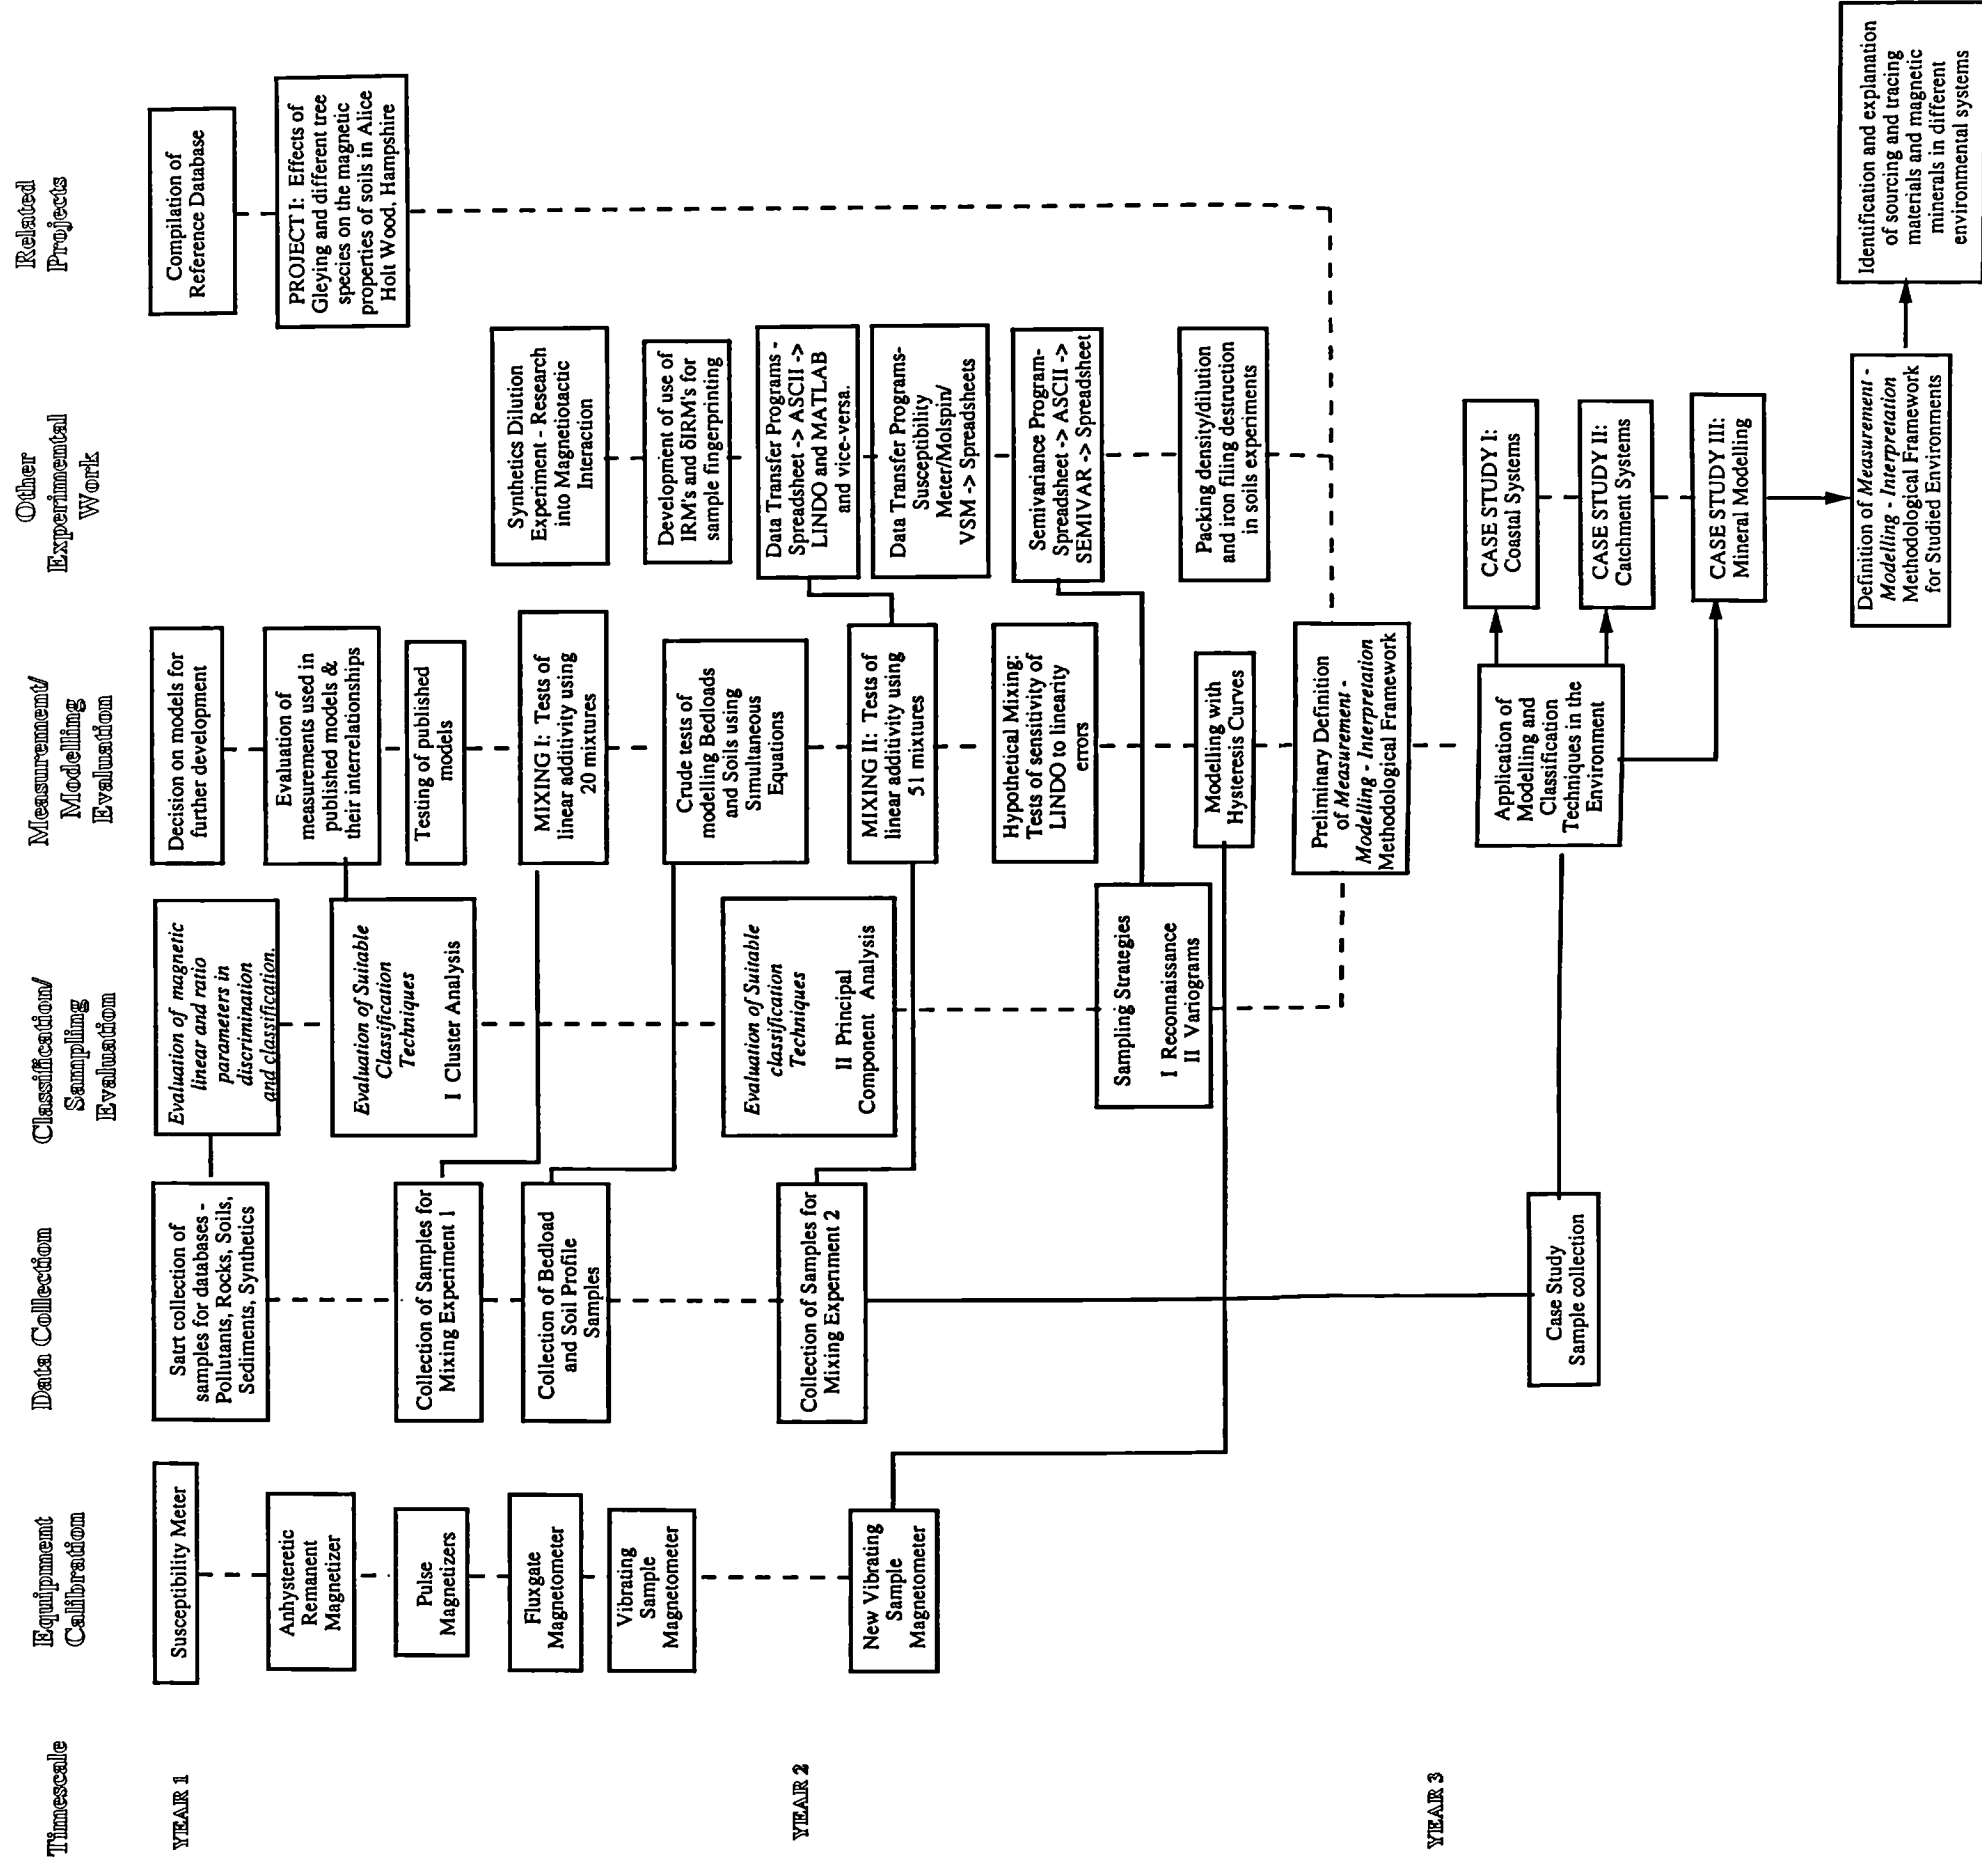 Timescale
Equipment
Calibration
Data Collection
Classification/
Sampling
Evaluation
Measurement/
Modelling
Evaluation
Other
Experimental
Work
Related
Projects
YEAR 1
YEAR 2
YEAR 3
Susceptibility Meter
Anhysteretic
Remanent
Magnetizer
Pulse
Magnetizers
Fluxgate
Magnetometer
Vibrating
Sample
Magnetometer
New Vibrating
Sample
Magnetometer
Satrt collection of
samples for databases -
Pollutants, Rocks, Soils,
Sediments, Synthetics
Collection of Samples for
Mixing Experiment 1
Collection of Bedload
and Soil Profile
Samples
Collection of Samples for
Mixing Experiment 2
Case Study
Sample collection
Evaluation of magnetic
linear and ratio
parameters in
discrimination
and classification.
Evaluation of Suitable
Classification
Techniques
I Cluster Analysis
Evaluation of Suitable
classification
Techniques
II Principal
Component Analysis
Sampling Strategies
I Reconnaissance
II Variograms
Decision on models for
further development
Evaluation of
measurements used in
published models &
their interrelationships
Testing of published
models
MIXING I: Tests of
linear additivity using
20 mixtures
Crude tests of
modelling Bedloads
and Soils using
Simultaneous
Equations
MIXING II: Tests of
linear additivity using
51 mixtures
Hypothetical Mixing:
Tests of sensitivity of
LINDO to linearity
errors
Modelling with
Hysteresis Curves
Preliminary Definition
of Measurement -
Modelling - Interpretation
Methodological Framework
Application of
Modelling and
Classification
Techniques in the
Environment
Synthetics Dilution
Experiment - Research
into Magnetiotactic
Interaction
Development of use of
IRM's and δIRM's for
sample fingerprinting
Data Transfer Programs -
Spreadsheet -> ASCII ->
LINDO and MATLAB
and vice-versa.
Data Transfer Programs-
Susceptibility
Meter/Molspin/
VSM -> Spreadsheets
Semivariance Program-
Spreadsheet -> ASCII ->
SEMIVAR -> Spreadsheet
Packing density/dilution
and iron filing destruction
in soils experiments
CASE STUDY I:
Coastal Systems
CASE STUDY II:
Catchment Systems
CASE STUDY III:
Mineral Modelling
Definition of Measurement -
Modelling - Interpretation
Methodological Framework
for Studied Environments
Compilation of
Reference Database
PROJECT I: Effects of
Gleying and different tree
species on the magnetic
properties of soils in Alice
Holt Wood, Hampshire
Identification and explanation
of sourcing and tracing
materials and magnetic
minerals in different
environmental systems